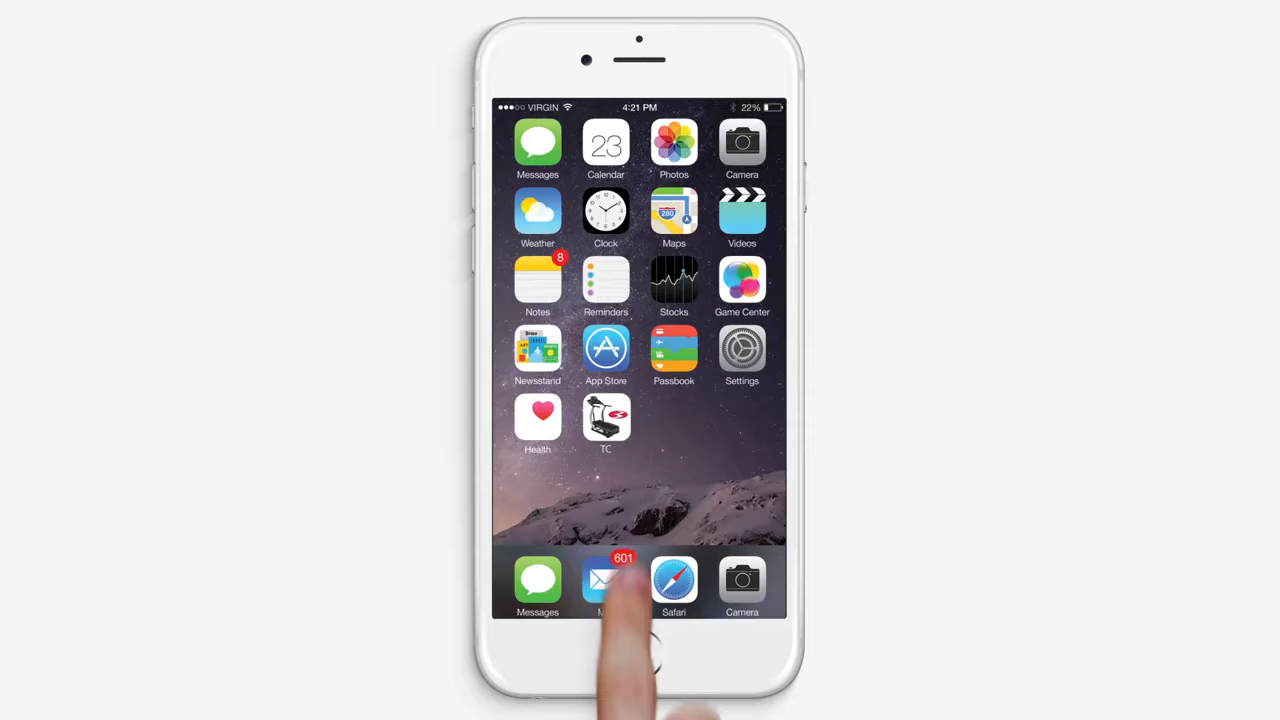 VIRGIN 4:21 PM 22%
23
Messages Calendar Photos Camera
280
Weather Clock Maps Videos
8
Notes Reminders Stocks Game Center
Newsstand App Store Passbook Settings
Health TC
601
Messages Safari Camera